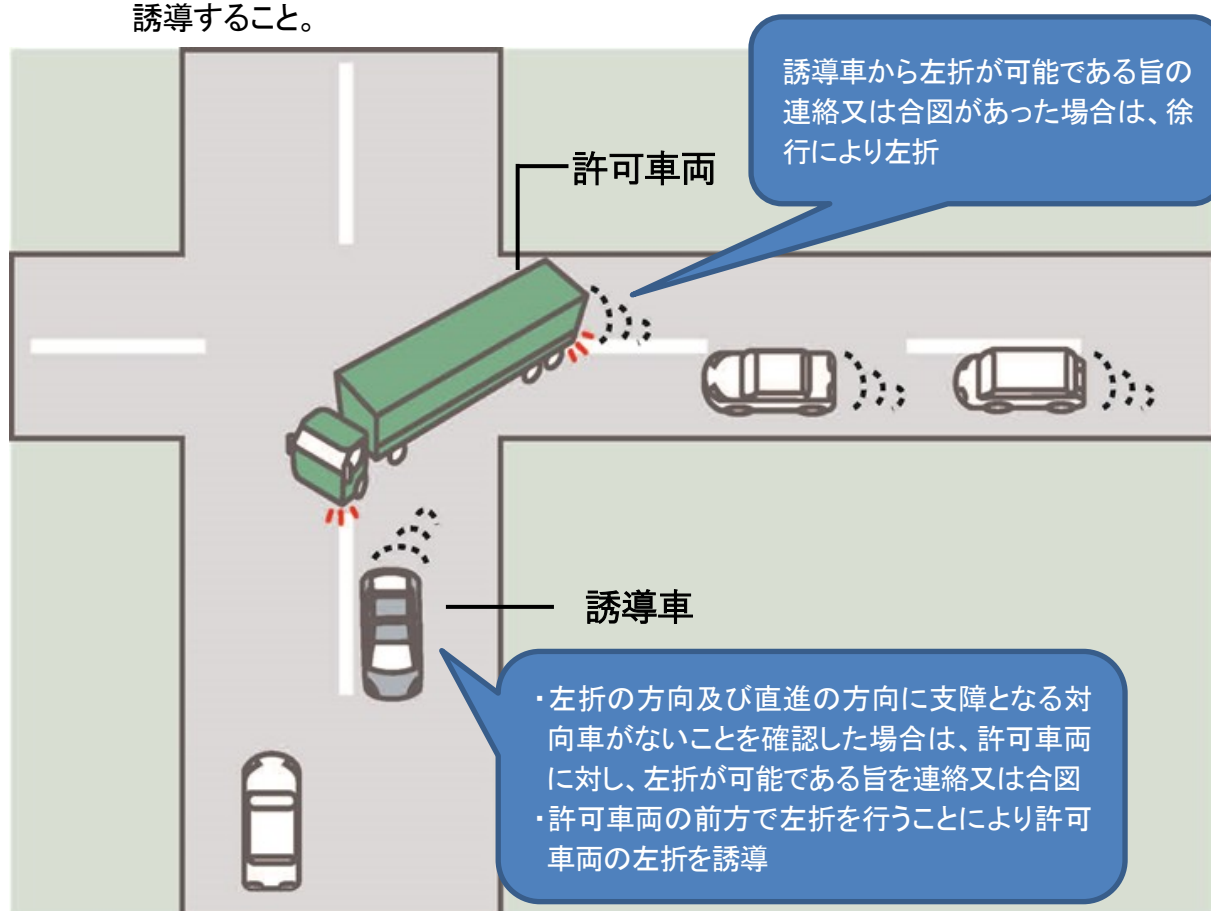 誘導すること。
誘導車から左折が可能である旨の
連絡又は合図があった場合は、徐
行により左折
許可車両
誘導車
・左折の方向及び直進の方向に支障となる対
向車がないことを確認した場合は、許可車両
に対し、左折が可能である旨を連絡又は合図
・許可車両の前方で左折を行うことにより許可
車両の左折を誘導